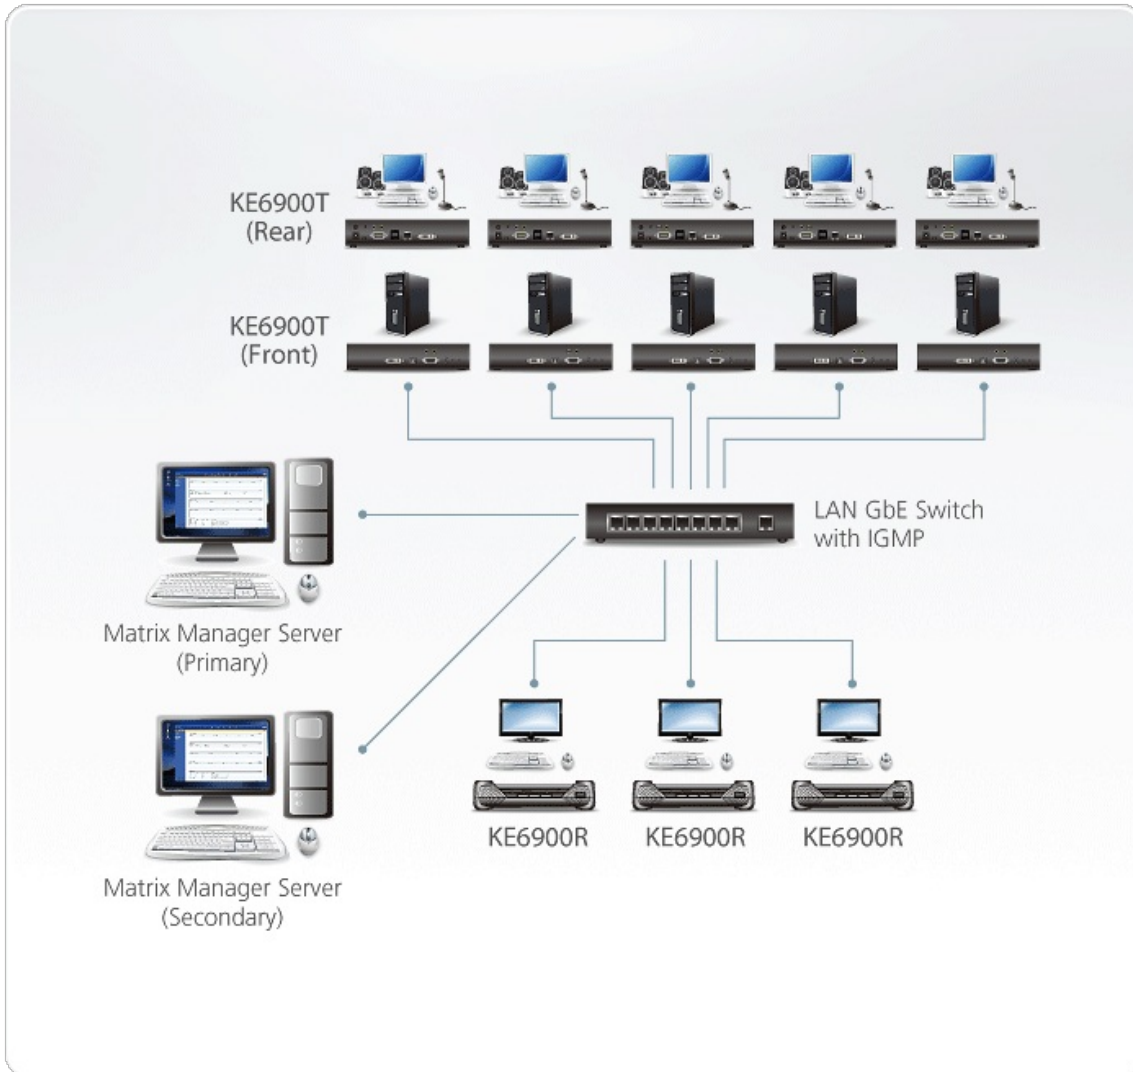 KE6900T
(Rear)
KE6900T
(Front)
LAN GbE Switch
with IGMP
Matrix Manager Server
(Primary)
KE6900R
KE6900R
KE6900R
Matrix Manager Server
(Secondary)